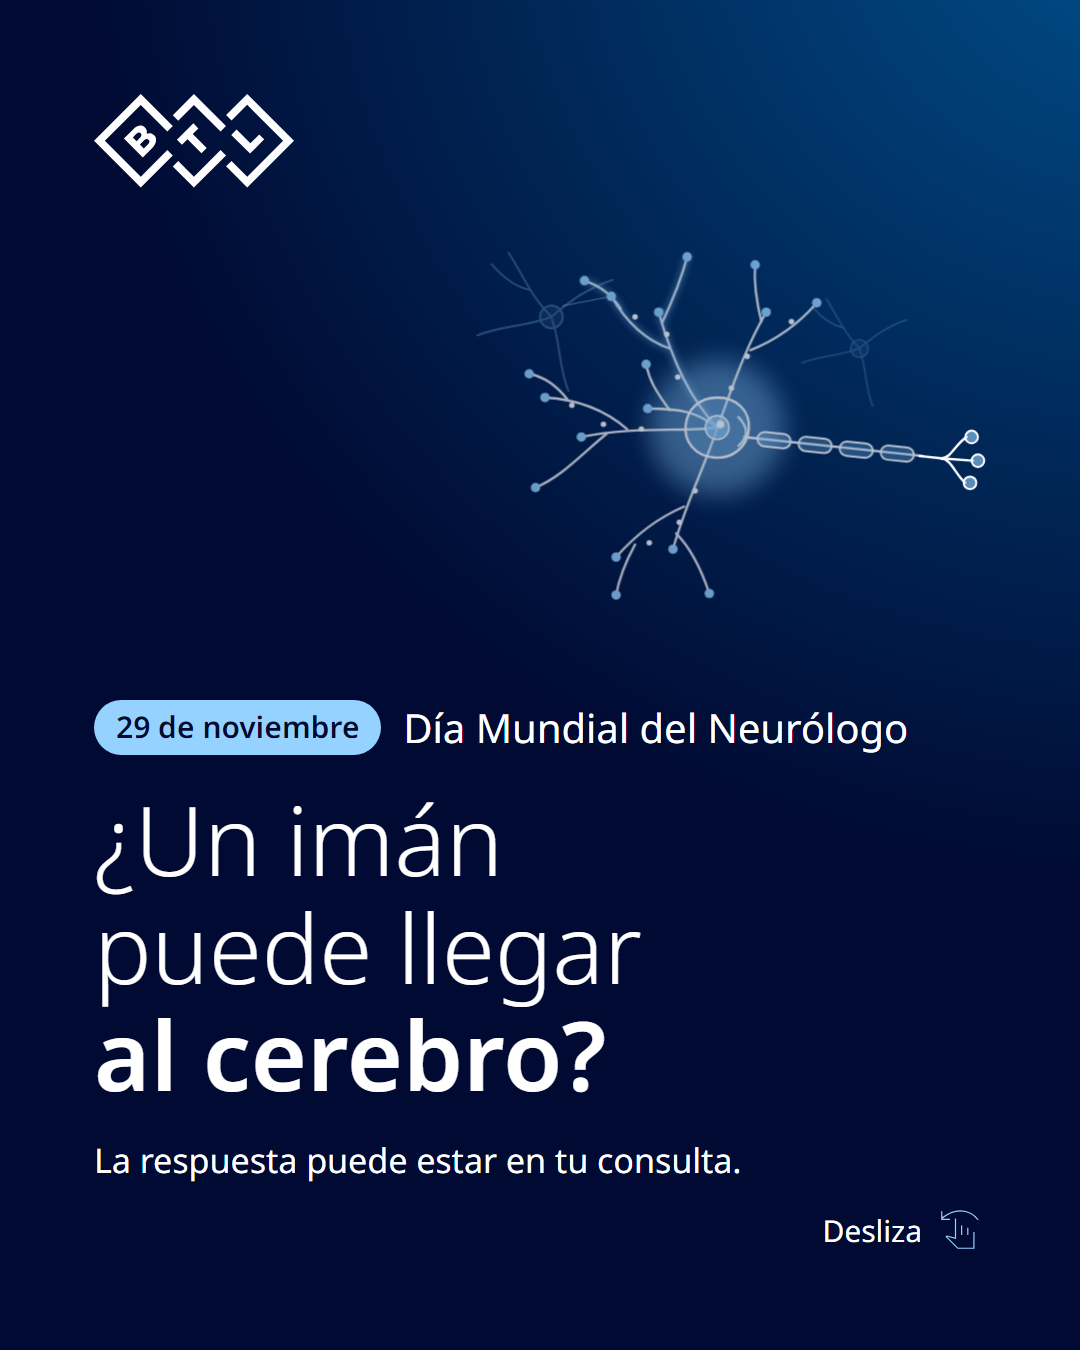 BTL
29 de noviembre
Día Mundial del Neurólogo
¿Un imán
puede llegar
al cerebro?
La respuesta puede estar en tu consulta.
Desliza